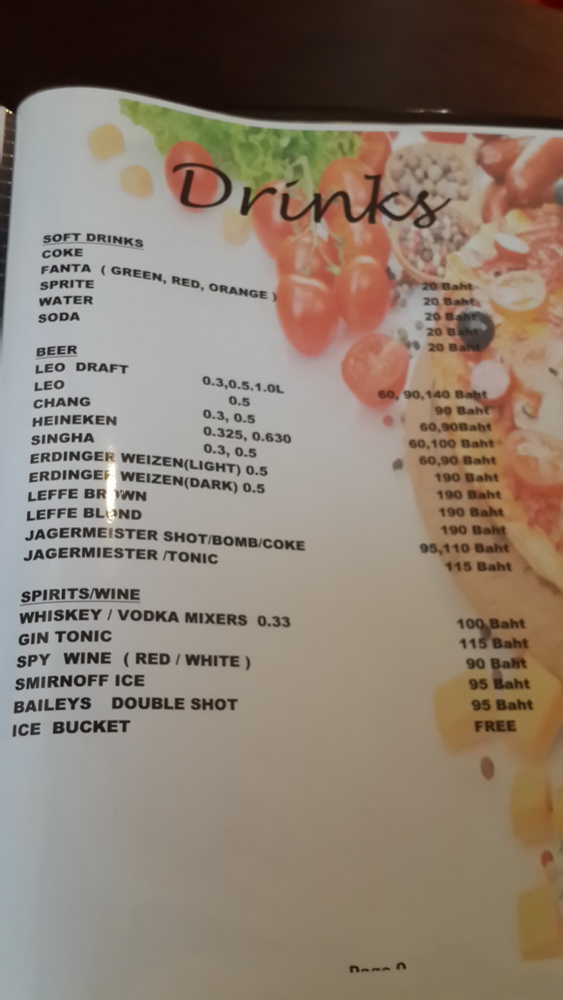 Drinks
SOFT DRINKS
COKE 20 Baht
FANTA ( GREEN, RED, ORANGE ) 20 Baht
SPRITE 20 Baht
WATER 20 Baht
SODA 20 Baht
BEER
LEO DRAFT 0.3,0.5.1.0L 60, 90,140 Baht
LEO 0.5 90 Baht
CHANG 0.3, 0.5 60,90Baht
HEINEKEN 0.325, 0.630 60,100 Baht
SINGHA 0.3, 0.5 60,90 Baht
ERDINGER WEIZEN(LIGHT) 0.5 190 Baht
ERDINGER WEIZEN(DARK) 0.5 190 Baht
LEFFE BROWN 190 Baht
LEFFE BLOND 190 Baht
JAGERMEISTER SHOT/BOMB/COKE 95,110 Baht
JAGERMIESTER /TONIC 115 Baht
SPIRITS/WINE
WHISKEY / VODKA MIXERS 0.33 100 Baht
GIN TONIC 115 Baht
SPY WINE ( RED / WHITE ) 90 Baht
SMIRNOFF ICE 95 Baht
BAILEYS DOUBLE SHOT 95 Baht
ICE BUCKET FREE